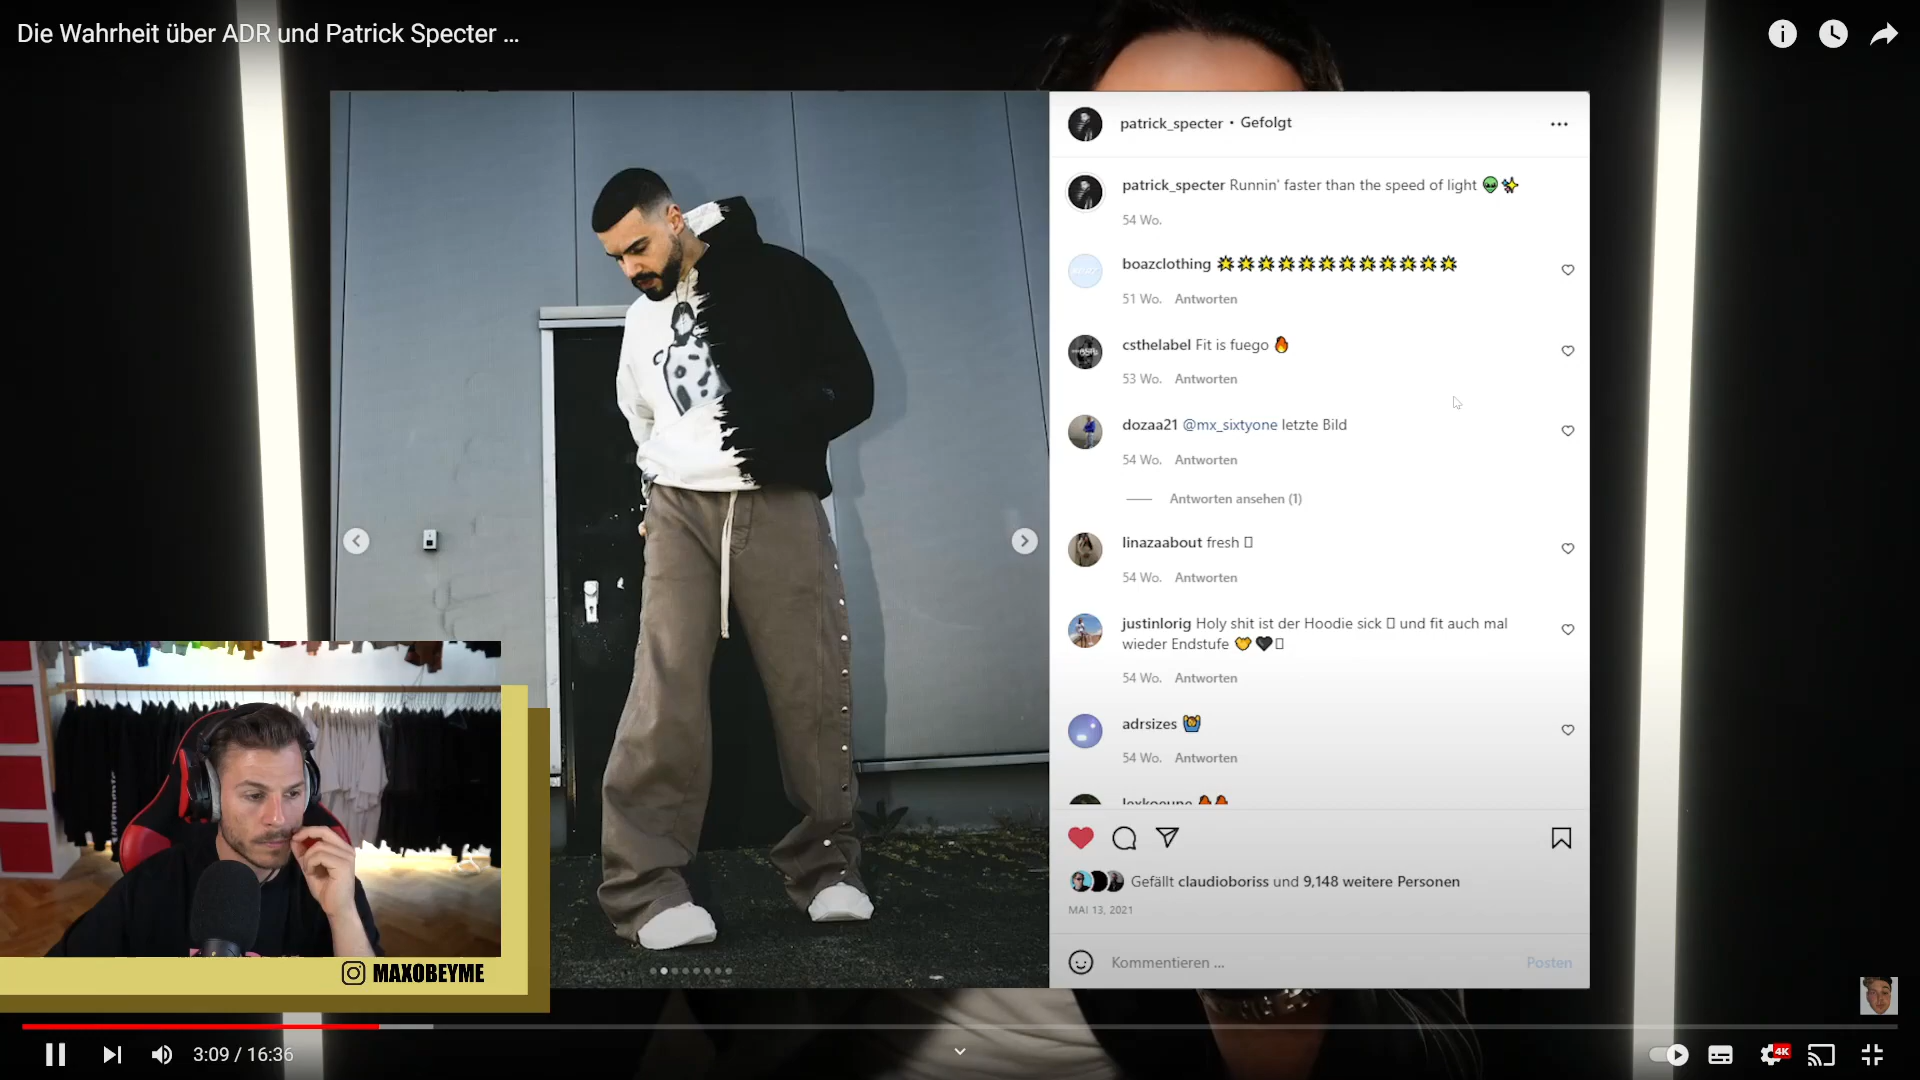 Die Wahrheit über ADR und Patrick Specter ...
patrick_specter • Gefolgt
patrick_specter Runnin' faster than the speed of light 👽✨
54 Wo.
boazclothing 💥💥💥💥💥💥💥💥💥💥💥💥
51 Wo. Antworten
csthelabel Fit is fuego 🔥
53 Wo. Antworten
dozaa21 @mx_sixtyone letzte Bild
54 Wo. Antworten
Antworten ansehen (1)
linazaabout fresh
54 Wo. Antworten
justinlorig Holy shit ist der Hoodie sick und fit auch mal
wieder Endstufe 🤝🖤
54 Wo. Antworten
adrsizes 🙆‍♂️
54 Wo. Antworten
Gefällt claudioboriss und 9,148 weitere Personen
MAI 13, 2021
Kommentieren ...
Posten
MAXOBEYME
3:09 / 16:36
4K